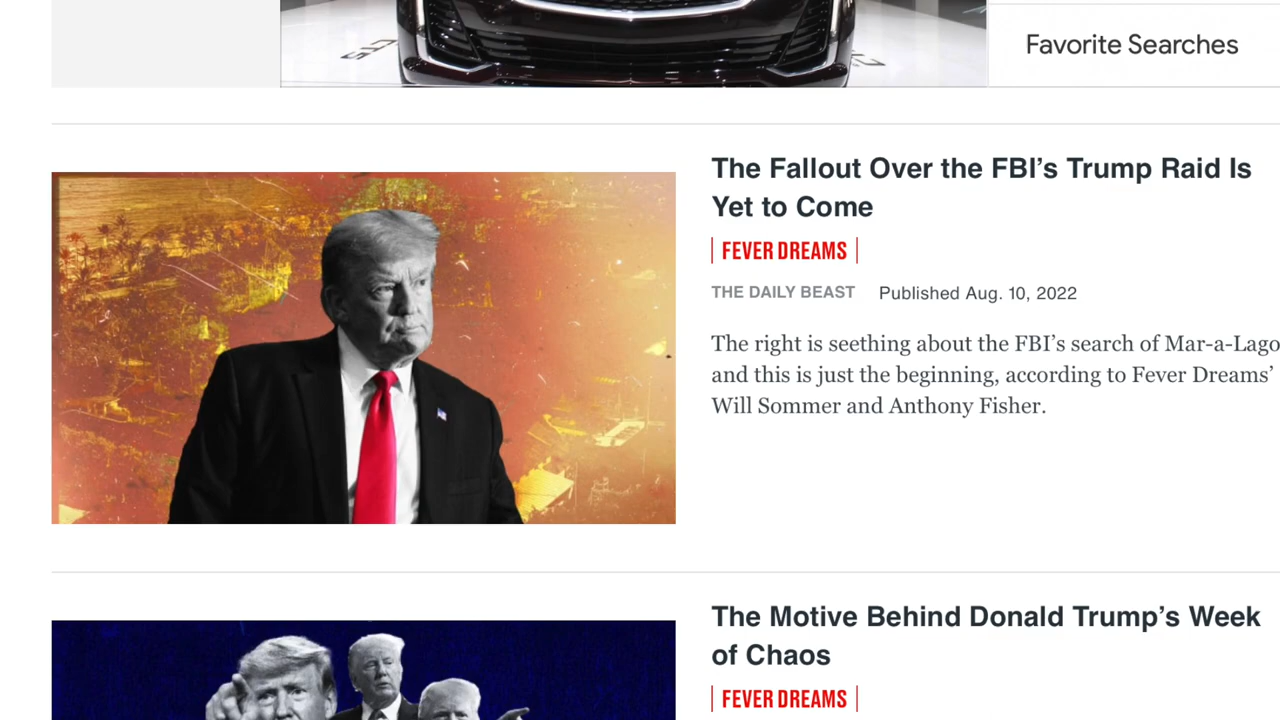 Favorite Searches
The Fallout Over the FBI’s Trump Raid Is
Yet to Come
FEVER DREAMS
THE DAILY BEAST Published Aug. 10, 2022
The right is seething about the FBI’s search of Mar-a-Lago
and this is just the beginning, according to Fever Dreams’
Will Sommer and Anthony Fisher.
The Motive Behind Donald Trump’s Week
of Chaos
FEVER DREAMS